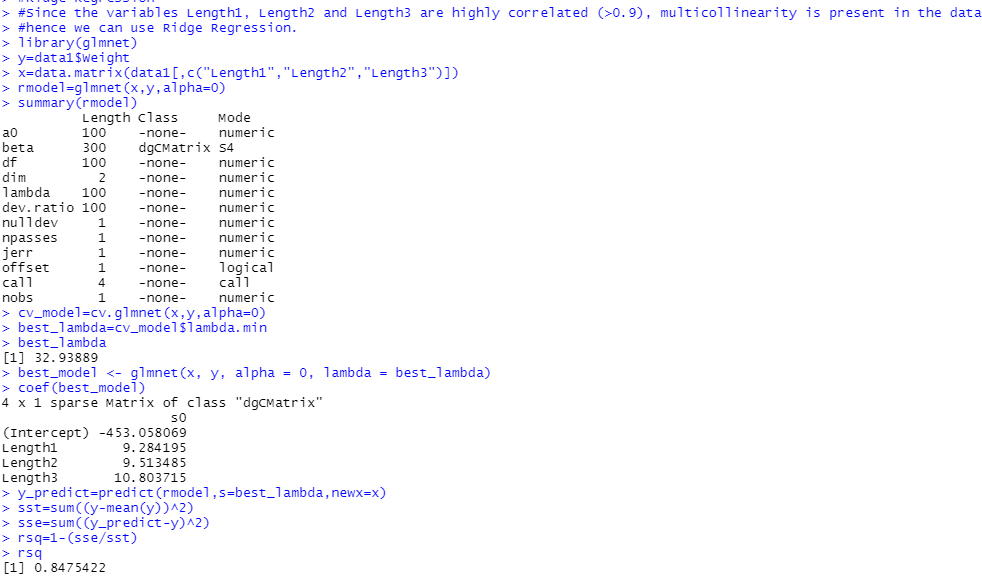 > #Since the variables Length1, Length2 and Length3 are highly correlated (>0.9), multicollinearity is present in the data
> #hence we can use Ridge Regression.
> library(glmnet)
> y=data1$Weight
> x=data.matrix(data1[,c("Length1","Length2","Length3")])
> rmodel=glmnet(x,y,alpha=0)
> summary(rmodel)
          Length Class     Mode
a0        100    -none-    numeric
beta      300    dgCMatrix S4
df        100    -none-    numeric
dim         2    -none-    numeric
lambda    100    -none-    numeric
dev.ratio 100    -none-    numeric
nulldev     1    -none-    numeric
npasses     1    -none-    numeric
jerr        1    -none-    numeric
offset      1    -none-    logical
call        4    -none-    call
nobs        1    -none-    numeric
> cv_model=cv.glmnet(x,y,alpha=0)
> best_lambda=cv_model$lambda.min
> best_lambda
[1] 32.93889
> best_model <- glmnet(x, y, alpha = 0, lambda = best_lambda)
> coef(best_model)
4 x 1 sparse Matrix of class "dgCMatrix"
                     s0
(Intercept) -453.058069
Length1        9.284195
Length2        9.513485
Length3       10.803715
> y_predict=predict(rmodel,s=best_lambda,newx=x)
> sst=sum((y-mean(y))^2)
> sse=sum((y_predict-y)^2)
> rsq=1-(sse/sst)
> rsq
[1] 0.8475422